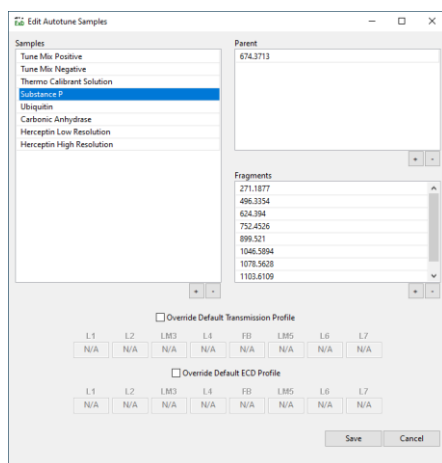 Edit Autotune Samples
Samples
Tune Mix Positive
Tune Mix Negative
Thermo Calibrant Solution
Substance P
Ubiquitin
Carbonic Anhydrase
Herceptin Low Resolution
Herceptin High Resolution
+ -
Parent
674.3713
+ -
Fragments
271.1877
496.3354
624.394
752.4526
899.521
1046.5894
1078.5628
1103.6109
+ -
Override Default Transmission Profile
L1 L2 LM3 L4 FB LM5 L6 L7
N/A N/A N/A N/A N/A N/A N/A N/A
Override Default ECD Profile
L1 L2 LM3 L4 FB LM5 L6 L7
N/A N/A N/A N/A N/A N/A N/A N/A
Save Cancel